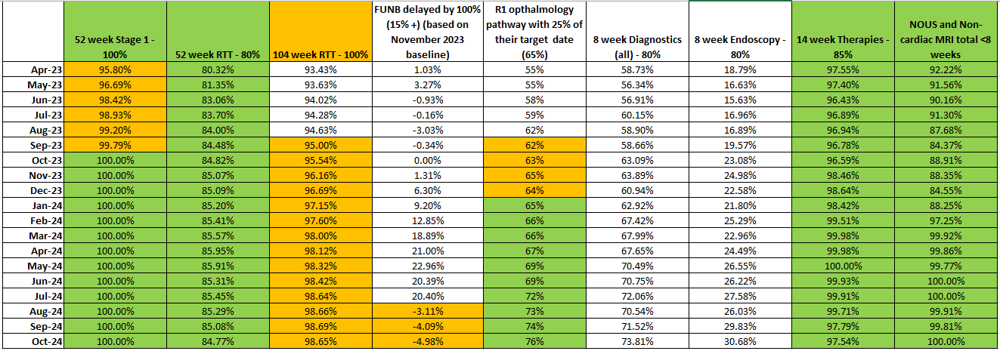 52 week Stage 1 - 100% | 52 week RTT - 80% | 104 week RTT - 100% | FUNB delayed by 100% (15% +) (based on November 2023 baseline) | R1 opthalmology pathway with 25% of their target date (65%) | 8 week Diagnostics (all) - 80% | 8 week Endoscopy - 80% | 14 week Therapies - 85% | NOUS and Non-cardiac MRI total <8 weeks
Apr-23 95.80% 80.32% 93.43% 1.03% 55% 58.73% 18.79% 97.55% 92.22%
May-23 96.69% 81.35% 93.63% 3.27% 55% 56.34% 16.63% 97.40% 91.56%
Jun-23 98.42% 83.06% 94.02% -0.93% 58% 56.91% 15.63% 96.43% 90.16%
Jul-23 98.93% 83.70% 94.28% -0.16% 59% 60.15% 16.96% 96.89% 91.30%
Aug-23 99.20% 84.00% 94.63% -3.03% 62% 58.90% 16.89% 96.94% 87.68%
Sep-23 99.79% 84.48% 95.00% -0.34% 62% 58.66% 19.57% 96.78% 84.37%
Oct-23 100.00% 84.82% 95.54% 0.00% 63% 63.09% 23.08% 96.59% 88.91%
Nov-23 100.00% 85.07% 96.16% 1.31% 65% 63.89% 24.98% 98.46% 88.35%
Dec-23 100.00% 85.09% 96.69% 6.30% 64% 60.94% 22.58% 98.64% 84.55%
Jan-24 100.00% 85.20% 97.15% 9.20% 65% 62.92% 21.80% 98.42% 88.25%
Feb-24 100.00% 85.41% 97.60% 12.85% 66% 67.42% 25.29% 99.51% 97.25%
Mar-24 100.00% 85.57% 98.00% 18.89% 66% 67.99% 22.96% 99.98% 99.92%
Apr-24 100.00% 85.95% 98.12% 21.00% 67% 67.65% 24.49% 99.98% 99.86%
May-24 100.00% 85.91% 98.32% 22.96% 69% 70.49% 26.55% 100.00% 99.77%
Jun-24 100.00% 85.31% 98.42% 20.39% 69% 70.75% 26.22% 99.93% 100.00%
Jul-24 100.00% 85.45% 98.64% 20.40% 72% 72.06% 27.58% 99.91% 100.00%
Aug-24 100.00% 85.29% 98.66% -3.11% 73% 70.54% 26.03% 99.71% 99.91%
Sep-24 100.00% 85.08% 98.69% -4.09% 74% 71.52% 29.83% 97.79% 99.81%
Oct-24 100.00% 84.77% 98.65% -4.98% 76% 73.81% 30.68% 97.54% 100.00%